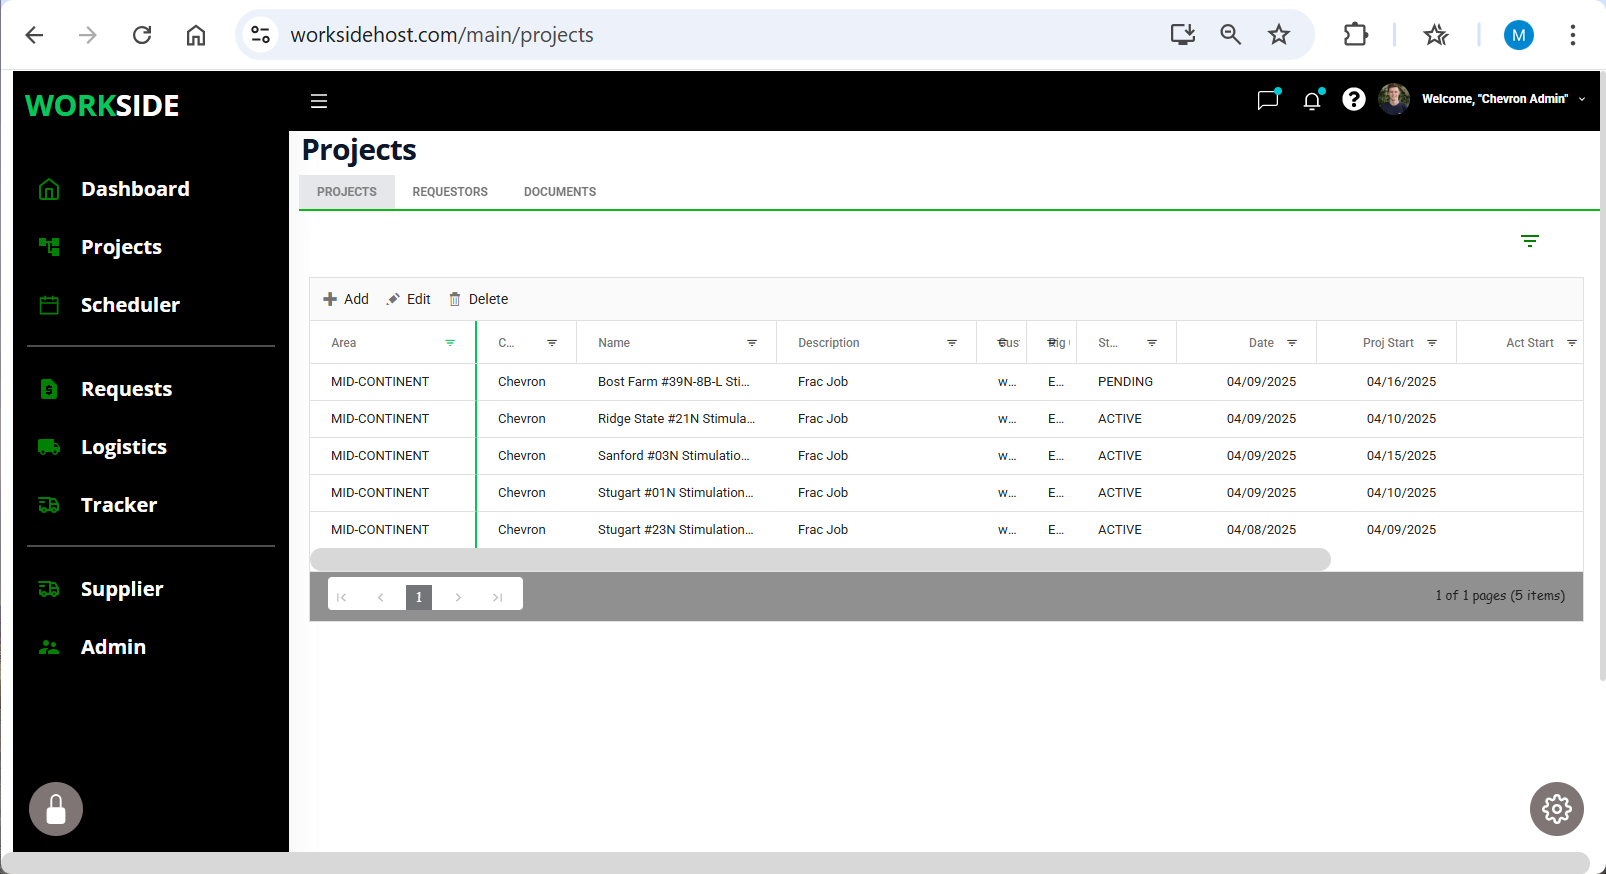 worksidehost.com/main/projects
M
WORKSIDE
Welcome, "Chevron Admin"
Projects
PROJECTS REQUESTORS DOCUMENTS
Dashboard
Projects
Scheduler
Requests
Logistics
Tracker
Supplier
Admin
Add Edit Delete
Area C... Name Description Cust St... Date Proj Start Act Start
MID-CONTINENT Chevron Bost Farm #39N-8B-L Sti... Frac Job w... E... PENDING 04/09/2025 04/16/2025
MID-CONTINENT Chevron Ridge State #21N Stimula... Frac Job w... E... ACTIVE 04/09/2025 04/10/2025
MID-CONTINENT Chevron Sanford #03N Stimulatio... Frac Job w... E... ACTIVE 04/09/2025 04/15/2025
MID-CONTINENT Chevron Stugart #01N Stimulation... Frac Job w... E... ACTIVE 04/09/2025 04/10/2025
MID-CONTINENT Chevron Stugart #23N Stimulation... Frac Job w... E... ACTIVE 04/08/2025 04/09/2025
1
1 of 1 pages (5 items)